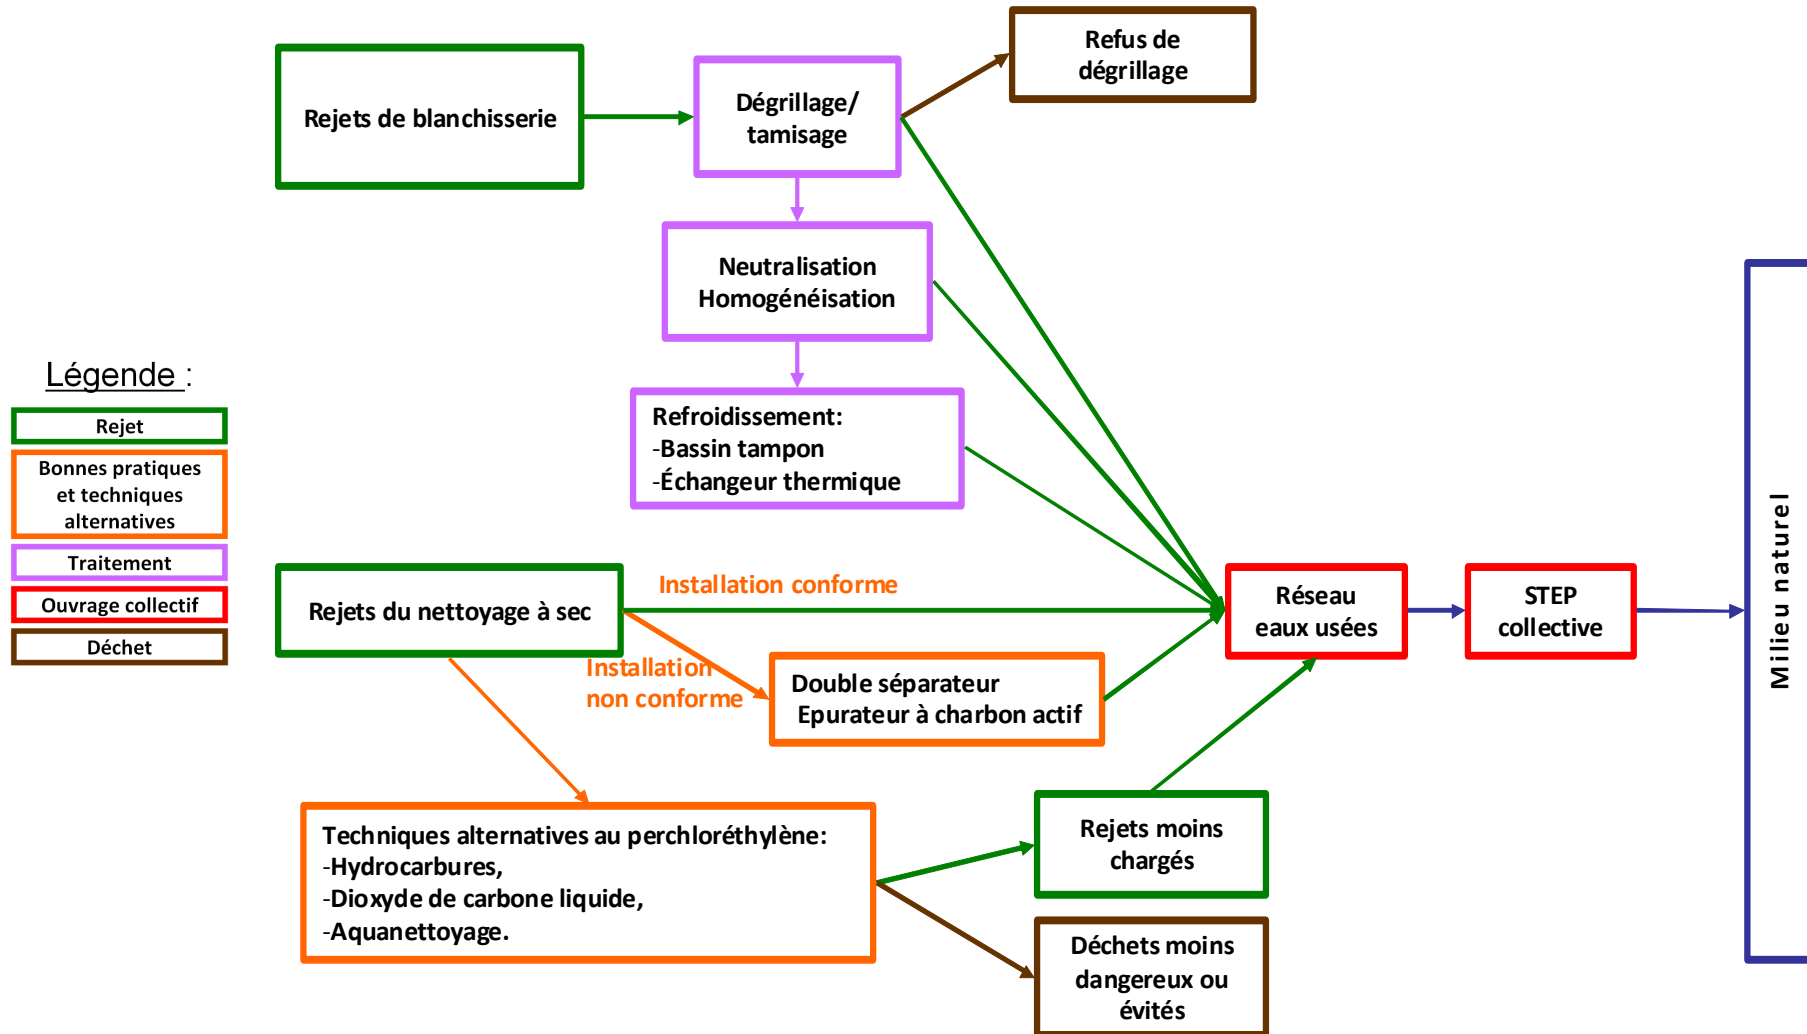 Refus de
dégrillage
Rejets de blanchisserie
Dégrillage/
tamisage
Neutralisation
Homogénéisation
Légende :
Rejet
Bonnes pratiques
et techniques
alternatives
Traitement
Ouvrage collectif
Déchet
Refroidissement:
-Bassin tampon
-Échangeur thermique
Rejets du nettoyage à sec
Installation conforme
Installation
non conforme
Double séparateur
Epurateur à charbon actif
Réseau
eaux usées
STEP
collective
Milieu naturel
Techniques alternatives au perchloréthylène:
-Hydrocarbures,
-Dioxyde de carbone liquide,
-Aquanettoyage.
Rejets moins
chargés
Déchets moins
dangereux ou
évités